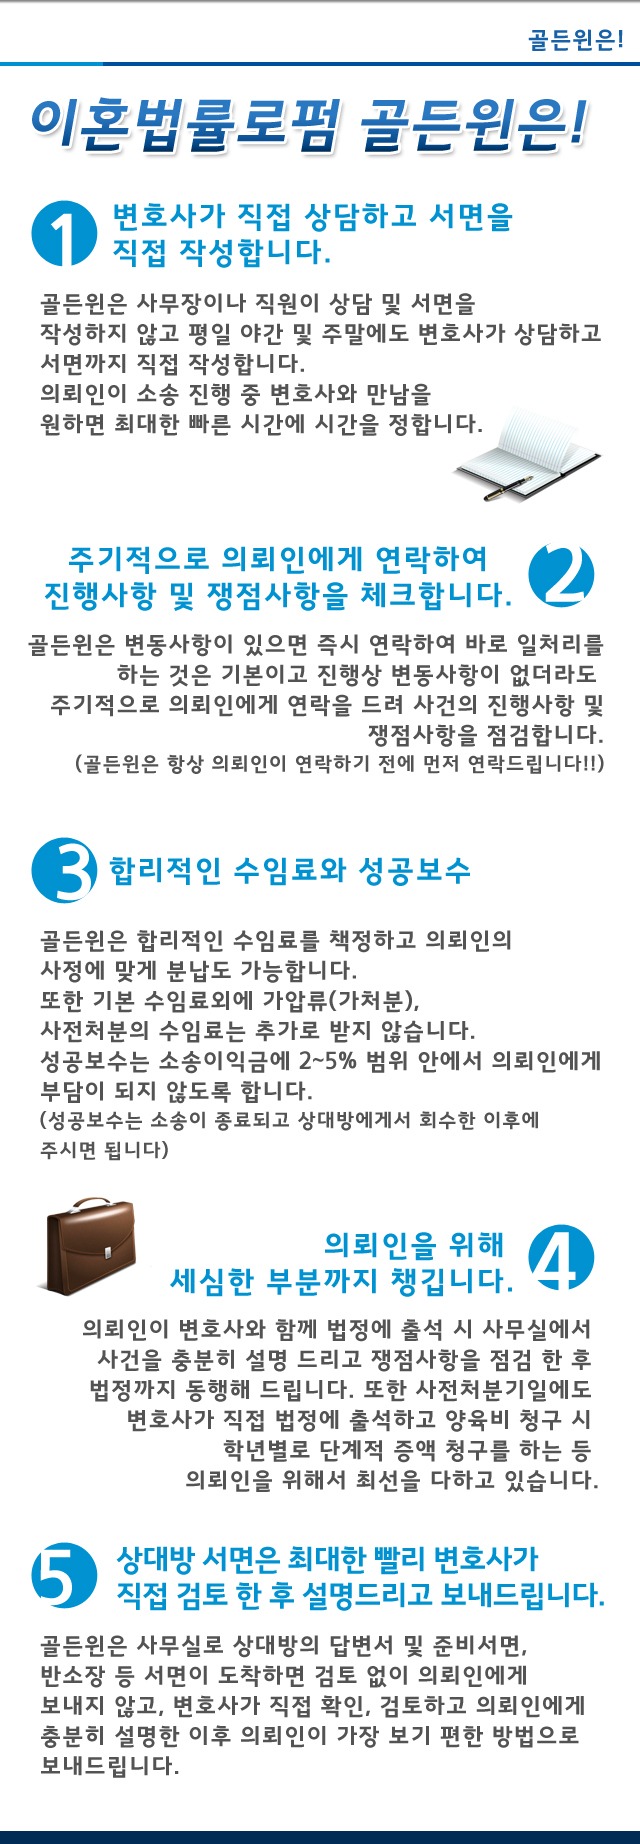 골든윈은!
이혼법률로펌 골든윈은!
1 변호사가 직접 상담하고 서면을
직접 작성합니다.
골든윈은 사무장이나 직원이 상담 및 서면을
작성하지 않고 평일 야간 및 주말에도 변호사가 상담하고
서면까지 직접 작성합니다.
의뢰인이 소송 진행 중 변호사와 만남을
원하면 최대한 빠른 시간에 시간을 정합니다.
주기적으로 의뢰인에게 연락하여 2
진행사항 및 쟁점사항을 체크합니다.
골든윈은 변동사항이 있으면 즉시 연락하여 바로 일처리를
하는 것은 기본이고 진행상 변동사항이 없더라도
주기적으로 의뢰인에게 연락을 드려 사건의 진행사항 및
쟁점사항을 점검합니다.
(골든윈은 항상 의뢰인이 연락하기 전에 먼저 연락드립니다!!)
3 합리적인 수임료와 성공보수
골든윈은 합리적인 수임료를 책정하고 의뢰인의
사정에 맞게 분납도 가능합니다.
또한 기본 수임료외에 가압류(가처분),
사전처분의 수임료는 추가로 받지 않습니다.
성공보수는 소송이익금에 2~5% 범위 안에서 의뢰인에게
부담이 되지 않도록 합니다.
(성공보수는 소송이 종료되고 상대방에게서 회수한 이후에
주시면 됩니다)
의뢰인을 위해 4
세심한 부분까지 챙깁니다.
의뢰인이 변호사와 함께 법정에 출석 시 사무실에서
사건을 충분히 설명 드리고 쟁점사항을 점검 한 후
법정까지 동행해 드립니다. 또한 사전처분기일에도
변호사가 직접 법정에 출석하고 양육비 청구 시
학년별로 단계적 증액 청구를 하는 등
의뢰인을 위해서 최선을 다하고 있습니다.
5 상대방 서면은 최대한 빨리 변호사가
직접 검토 한 후 설명드리고 보내드립니다.
골든윈은 사무실로 상대방의 답변서 및 준비서면,
반소장 등 서면이 도착하면 검토 없이 의뢰인에게
보내지 않고, 변호사가 직접 확인, 검토하고 의뢰인에게
충분히 설명한 이후 의뢰인이 가장 보기 편한 방법으로
보내드립니다.